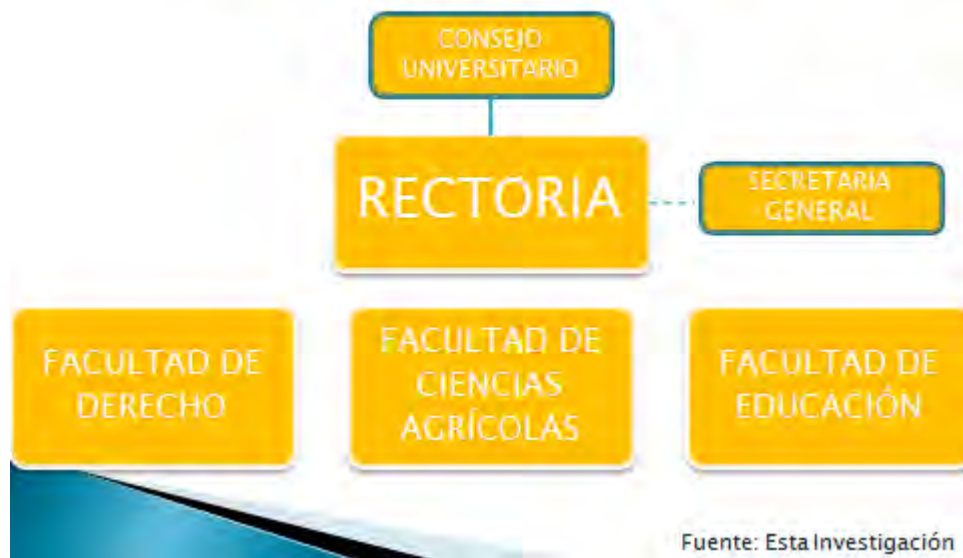 CONSEJO
UNIVERSITARIO
RECTORIA
SECRETARIA
GENERAL
FACULTAD DE
DERECHO
FACULTAD DE
CIENCIAS
AGRÍCOLAS
FACULTAD DE
EDUCACIÓN
Fuente: Esta Investigación